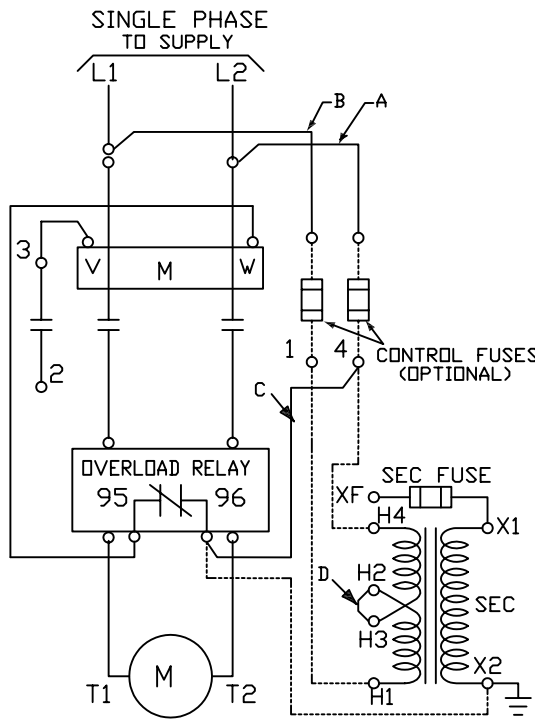 SINGLE PHASE
TO SUPPLY
L1 L2
B A
3
V M W
2
1 4
CONTROL FUSES
(OPTIONAL)
C
OVERLOAD RELAY
95 96
SEC FUSE
XF
H4 X1
D H2
SEC
H3
X2
H1
T1 M T2